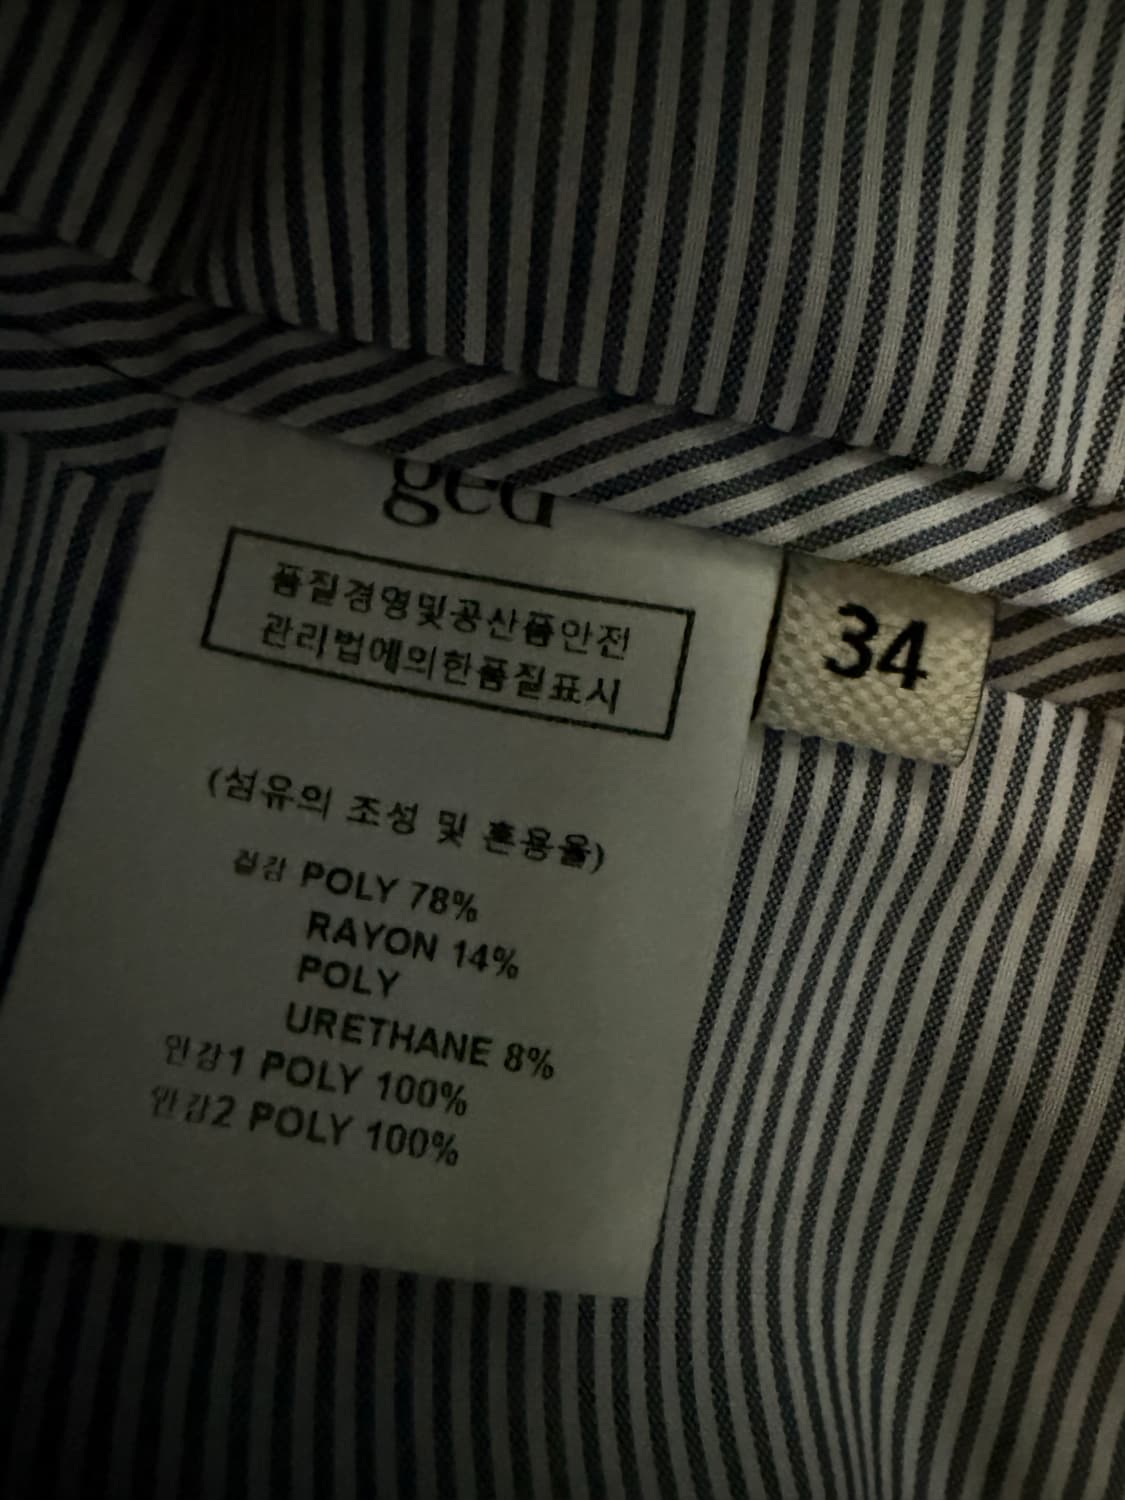 34
품질경영및공산품안전
관리법에의한품질표시
(섬유의 조성 및 혼용율)
겉감 POLY 78%
RAYON 14%
POLY
URETHANE 8%
안감1 POLY 100%
안감2 POLY 100%